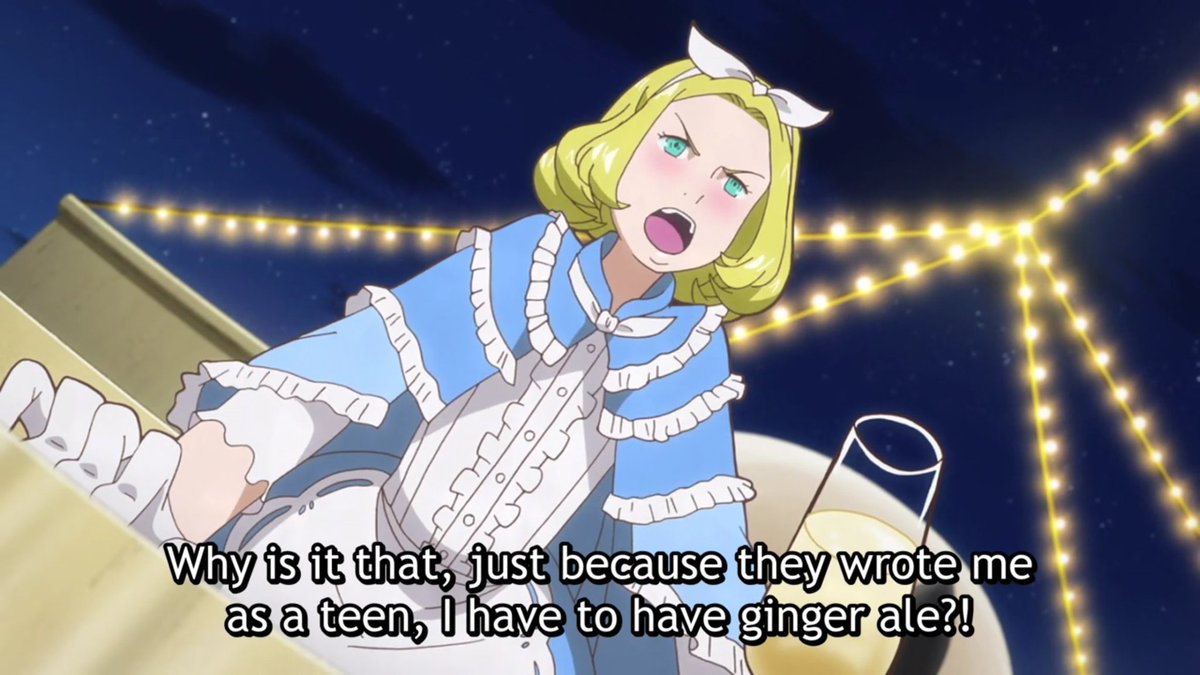 Why is it that, just because they wrote me
as a teen, I have to have ginger ale?!